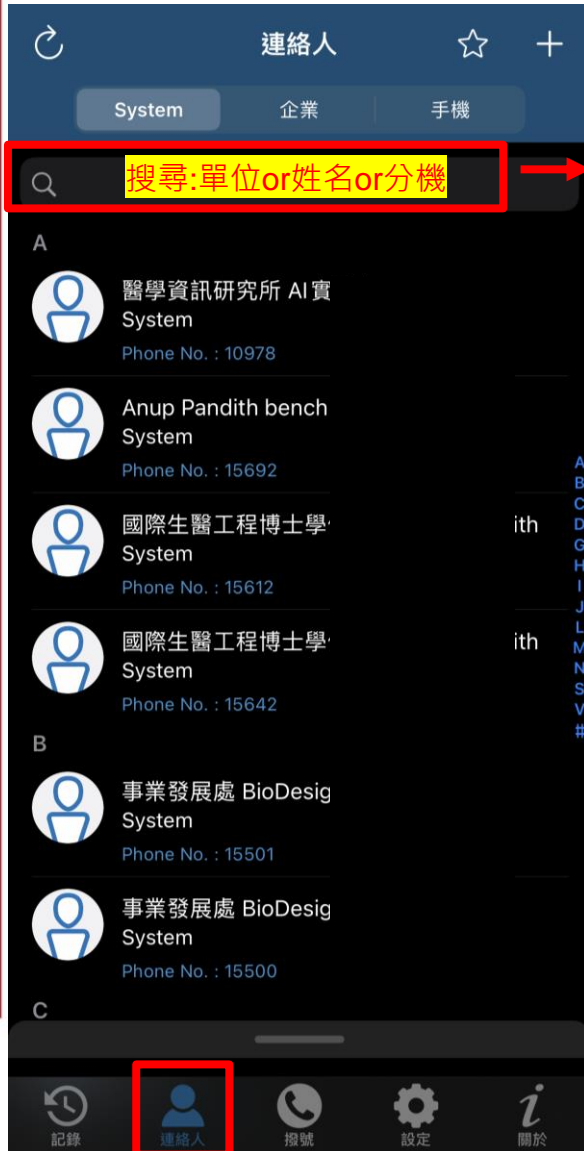 連絡人
System 企業 手機
搜尋:單位or姓名or分機
A
醫學資訊研究所 AI實
System
Phone No. : 10978
Anup Pandith bench
System
Phone No. : 15692
國際生醫工程博士學 ith
System
Phone No. : 15612
國際生醫工程博士學 ith
System
Phone No. : 15642
B
事業發展處 BioDesig
System
Phone No. : 15501
事業發展處 BioDesig
System
Phone No. : 15500
C
A
B
C
D
G
H
I
J
L
M
N
S
V
#
記錄 連絡人 撥號 設定 關於